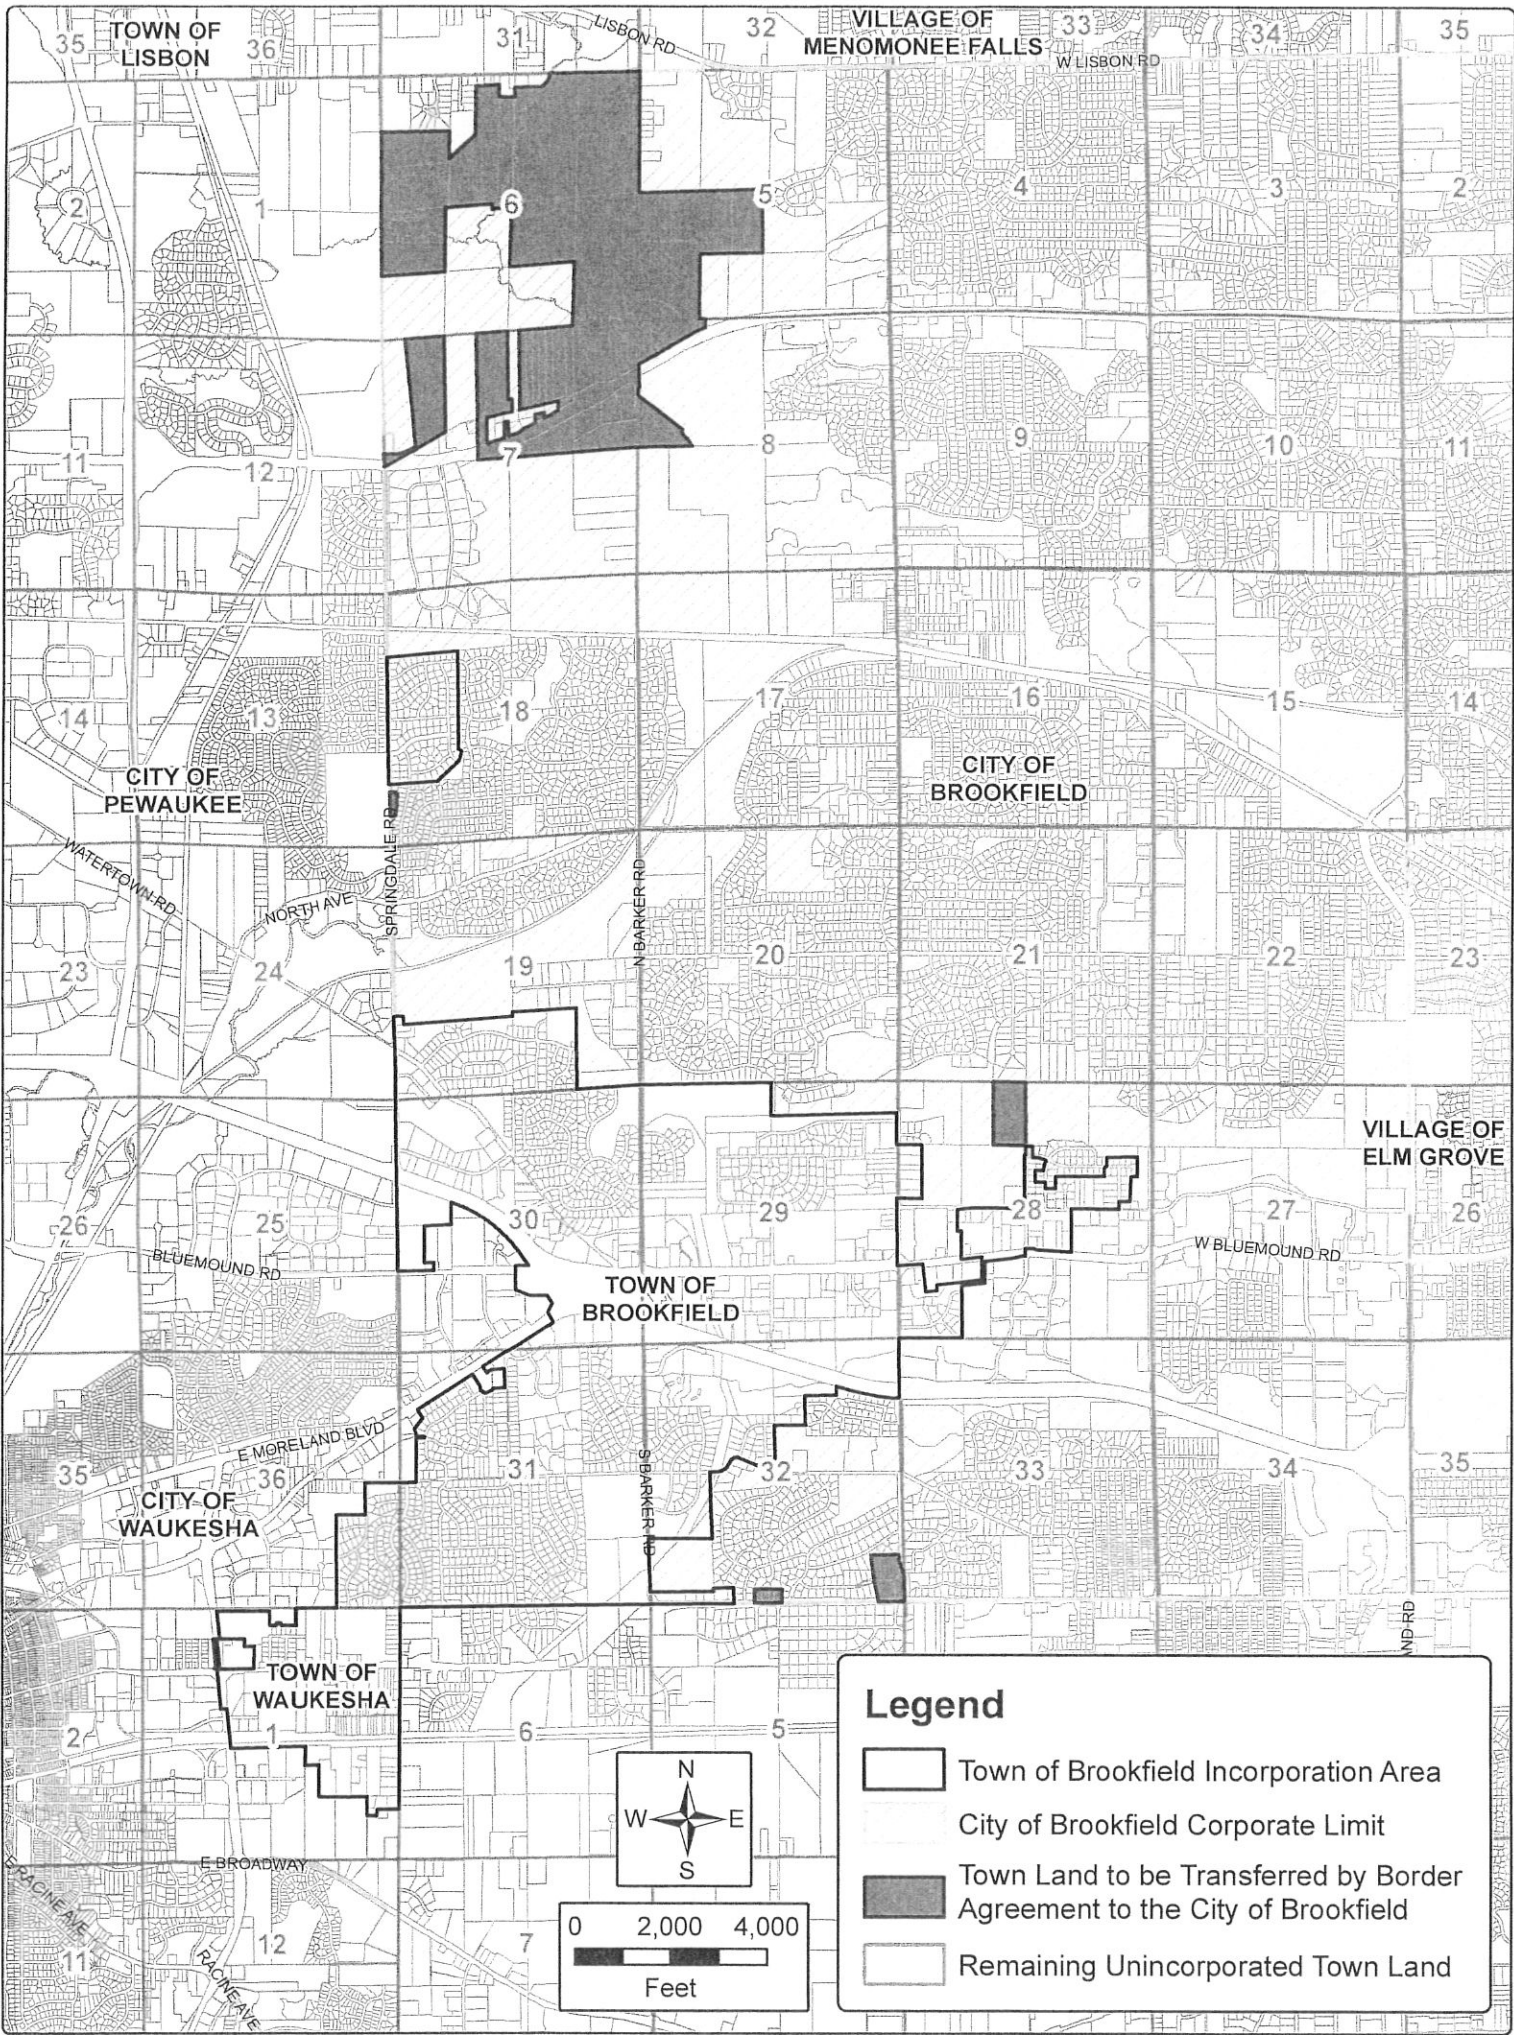 35
TOWN OF
LISBON
36
31
LISBON RD
32
VILLAGE OF
MENOMONEE FALLS
33
W LISBON RD
34
35
2
1
6
5
4
3
2
11
12
7
8
9
10
11
14
13
18
17
16
15
14
CITY OF
PEWAUKEE
CITY OF
BROOKFIELD
WATERTOWN RD
NORTH AVE
SPRINGDALE RD
N BARKER RD
23
24
19
20
21
22
23
VILLAGE OF
ELM GROVE
26
25
30
29
28
27
26
BLUEMOUND RD
W BLUEMOUND RD
TOWN OF
BROOKFIELD
E MORELAND BLVD
35
36
31
S BARKER RD
32
33
34
35
CITY OF
WAUKESHA
TOWN OF
WAUKESHA
2
1
6
5
AND RD
E BROADWAY
E RACINE AVE
RACINE AVE
11
12
7
N
W
E
S
0 2,000 4,000
Feet
Legend
Town of Brookfield Incorporation Area
City of Brookfield Corporate Limit
Town Land to be Transferred by Border
Agreement to the City of Brookfield
Remaining Unincorporated Town Land